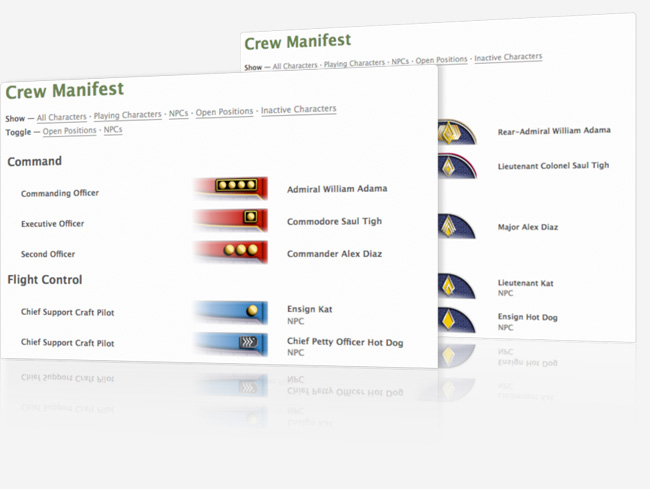 Crew Manifest
Show — All Characters · Playing Characters · NPCs · Open Positions · Inactive Characters
Toggle — Open Positions · NPCs
Command
Commanding Officer Admiral William Adama
Executive Officer Commodore Saul Tigh
Second Officer Commander Alex Diaz
Flight Control
Chief Support Craft Pilot Ensign Kat
NPC
Chief Support Craft Pilot Chief Petty Officer Hot Dog
NPC
Crew Manifest
Show — All Characters · Playing Characters · NPCs · Open Positions · Inactive Characters
Rear-Admiral William Adama
Lieutenant Colonel Saul Tigh
Major Alex Diaz
Lieutenant Kat
NPC
Ensign Hot Dog
NPC